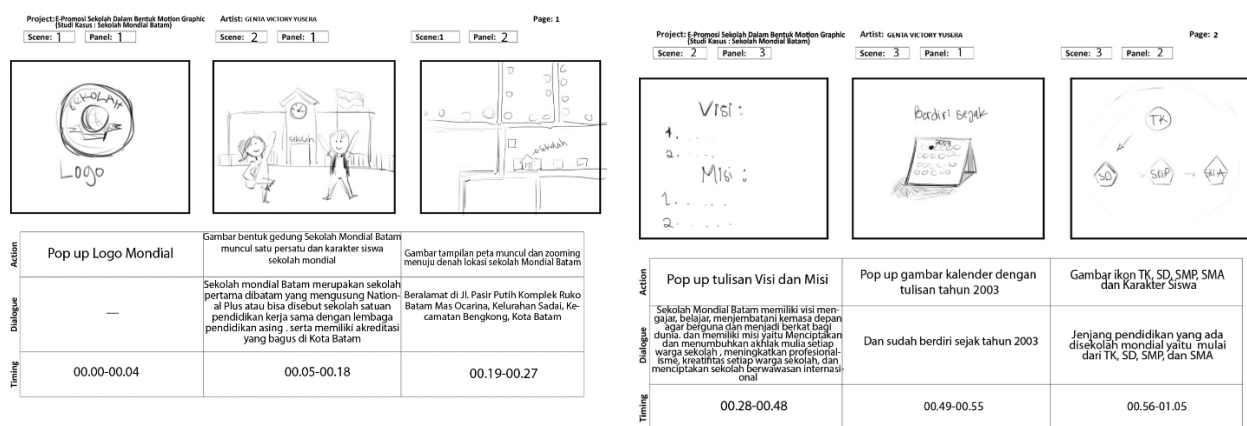 Project: E-Promosi Sekolah Dalam Bentuk Motion Graphic
(Studi Kasus : Sekolah Mondial Batam)
Artist: GENTA VICTORY YUSERA
Page: 1
Scene: 1 Panel: 1
Scene: 2 Panel: 1
Scene:1 Panel: 2
SEKOLAH
Logo
sekolah
sekolah
Action
Pop up Logo Mondial
Gambar bentuk gedung Sekolah Mondial Batam
muncul satu persatu dan karakter siswa
sekolah mondial
Gambar tampilan peta muncul dan zooming
menuju denah lokasi sekolah Mondial Batam
Dialogue
—
Sekolah mondial Batam merupakan sekolah
pertama dibatam yang mengusung Nation-
al Plus atau bisa disebut sekolah satuan
pendidikan kerja sama dengan lembaga
pendidikan asing . serta memiliki akreditasi
yang bagus di Kota Batam
Beralamat di Jl. Pasir Putih Komplek Ruko
Batam Mas Ocarina, Kelurahan Sadai, Ke-
camatan Bengkong, Kota Batam
Timing
00.00-00.04
00.05-00.18
00.19-00.27
Project: E-Promosi Sekolah Dalam Bentuk Motion Graphic
(Studi Kasus : Sekolah Mondial Batam)
Artist: GENTA VICTORY YUSERA
Page: 2
Scene: 2 Panel: 3
Scene: 3 Panel: 1
Scene: 3 Panel: 2
Visi :
1. . . . .
2. . . . .
Misi :
1. . . . . .
2. . . . . .
Berdiri sejak
2003
TK
SD
SMP
SMA
Action
Pop up tulisan Visi dan Misi
Pop up gambar kalender dengan
tulisan tahun 2003
Gambar ikon TK, SD, SMP, SMA
dan Karakter Siswa
Dialogue
Sekolah Mondial Batam memiliki visi men-
gajar, belajar, menjembatani kemasa depan
agar berguna dan menjadi berkat bagi
dunia. dan memiliki misi yaitu Menciptakan
dan menumbuhkan akhlak mulia setiap
warga sekolah , meningkatkan profesional-
isme, kreatifitas setiap warga sekolah, dan
menciptakan sekolah berwawasan internasi-
onal
Dan sudah berdiri sejak tahun 2003
Jenjang pendidikan yang ada
disekolah mondial yaitu mulai
dari TK, SD, SMP, dan SMA
Timing
00.28-00.48
00.49-00.55
00.56-01.05